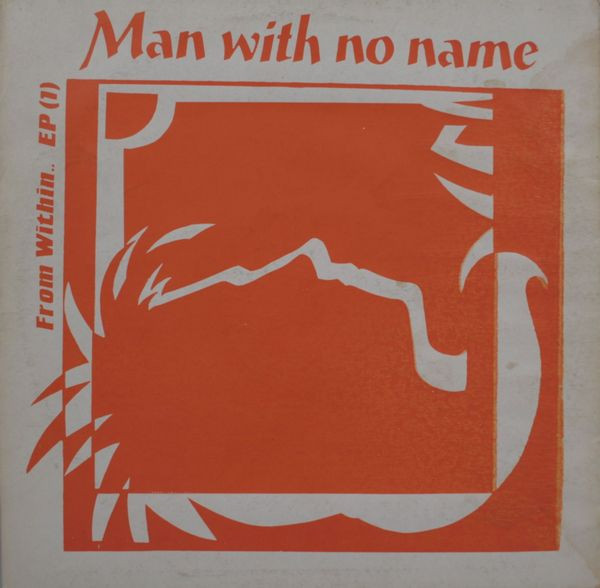 Man with no name
From Within.. EP (1)